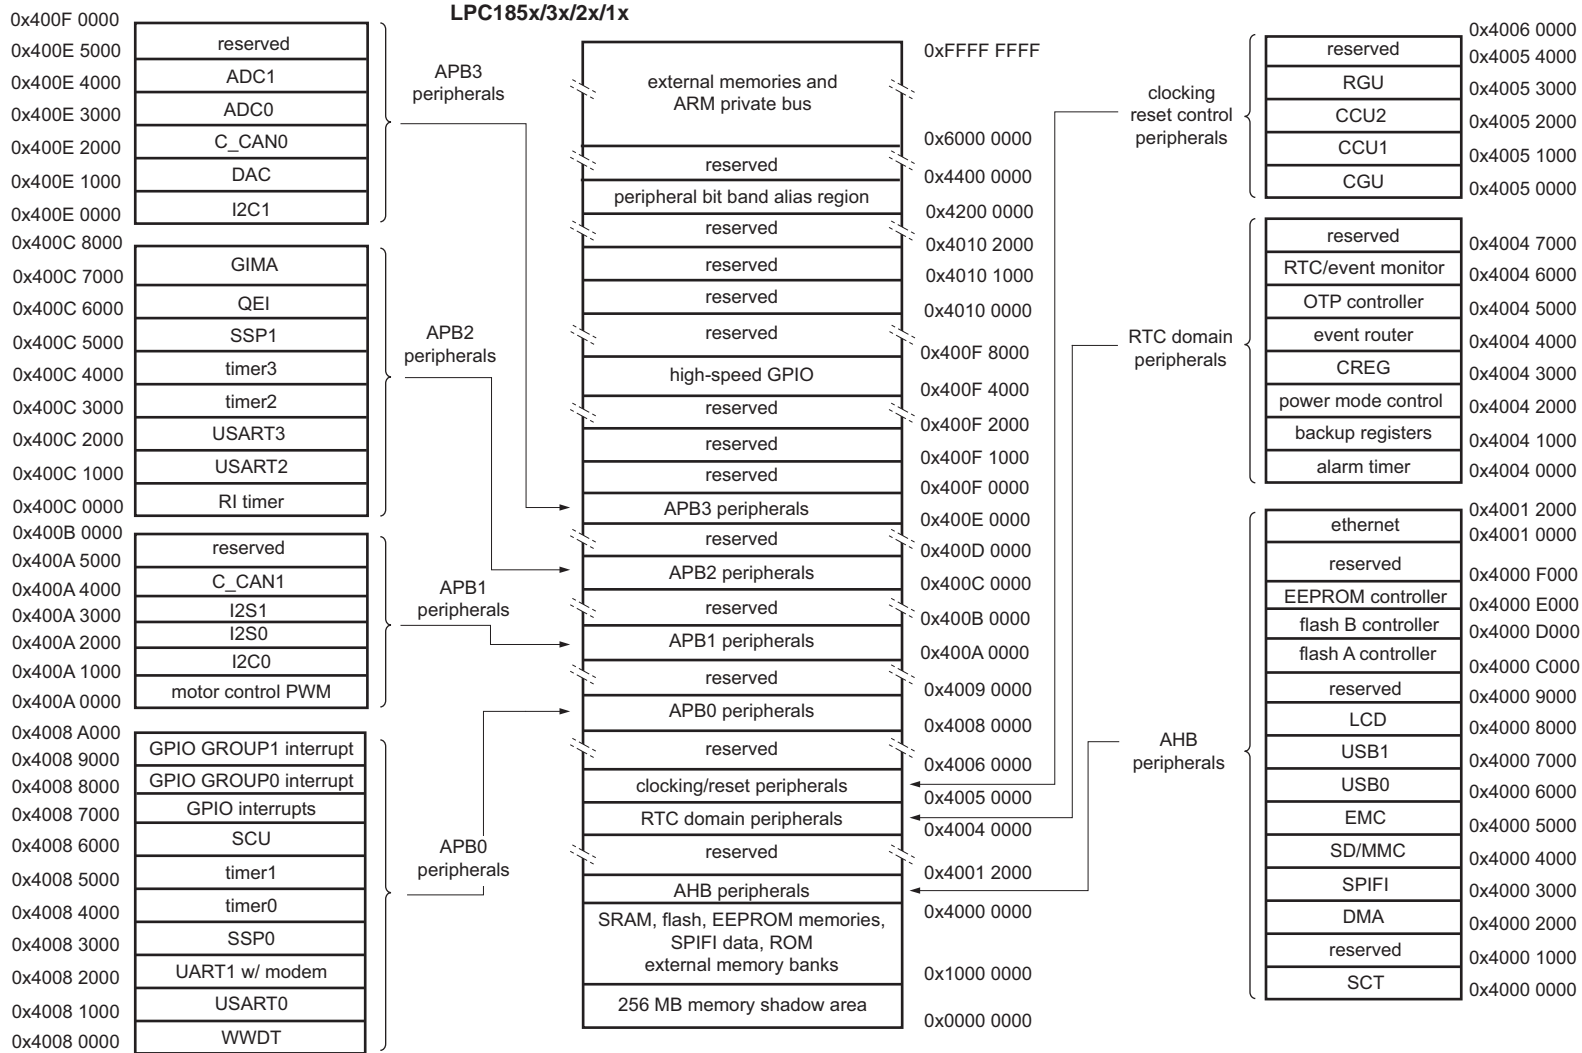 LPC185x/3x/2x/1x
0x400F 0000
reserved
0x400E 5000
ADC1
0x400E 4000
ADC0
0x400E 3000
C_CAN0
0x400E 2000
DAC
0x400E 1000
I2C1
0x400E 0000
APB3
peripherals
0x400C 8000
GIMA
0x400C 7000
QEI
0x400C 6000
SSP1
0x400C 5000
timer3
0x400C 4000
timer2
0x400C 3000
USART3
0x400C 2000
USART2
0x400C 1000
RI timer
0x400C 0000
APB2
peripherals
0x400B 0000
reserved
0x400A 5000
C_CAN1
0x400A 4000
I2S1
0x400A 3000
I2S0
0x400A 2000
I2C0
0x400A 1000
motor control PWM
0x400A 0000
APB1
peripherals
0x4008 A000
GPIO GROUP1 interrupt
0x4008 9000
GPIO GROUP0 interrupt
0x4008 8000
GPIO interrupts
0x4008 7000
SCU
0x4008 6000
timer1
0x4008 5000
timer0
0x4008 4000
SSP0
0x4008 3000
UART1 w/ modem
0x4008 2000
USART0
0x4008 1000
WWDT
0x4008 0000
APB0
peripherals
0xFFFF FFFF
external memories and
ARM private bus
0x6000 0000
reserved
0x4400 0000
peripheral bit band alias region
0x4200 0000
reserved
0x4010 2000
reserved
0x4010 1000
reserved
0x4010 0000
reserved
0x400F 8000
high-speed GPIO
0x400F 4000
reserved
0x400F 2000
reserved
0x400F 1000
reserved
0x400F 0000
APB3 peripherals
0x400E 0000
reserved
0x400D 0000
APB2 peripherals
0x400C 0000
reserved
0x400B 0000
APB1 peripherals
0x400A 0000
reserved
0x4009 0000
APB0 peripherals
0x4008 0000
reserved
0x4006 0000
clocking/reset peripherals
0x4005 0000
RTC domain peripherals
0x4004 0000
reserved
0x4001 2000
AHB peripherals
0x4000 0000
SRAM, flash, EEPROM memories,
SPIFI data, ROM
external memory banks
0x1000 0000
256 MB memory shadow area
0x0000 0000
clocking
reset control
peripherals
0x4006 0000
reserved
0x4005 4000
RGU
0x4005 3000
CCU2
0x4005 2000
CCU1
0x4005 1000
CGU
0x4005 0000
RTC domain
peripherals
reserved
0x4004 7000
RTC/event monitor
0x4004 6000
OTP controller
0x4004 5000
event router
0x4004 4000
CREG
0x4004 3000
power mode control
0x4004 2000
backup registers
0x4004 1000
alarm timer
0x4004 0000
AHB
peripherals
0x4001 2000
ethernet
0x4001 0000
reserved
0x4000 F000
EEPROM controller
0x4000 E000
flash B controller
0x4000 D000
flash A controller
0x4000 C000
reserved
0x4000 9000
LCD
0x4000 8000
USB1
0x4000 7000
USB0
0x4000 6000
EMC
0x4000 5000
SD/MMC
0x4000 4000
SPIFI
0x4000 3000
DMA
0x4000 2000
reserved
0x4000 1000
SCT
0x4000 0000